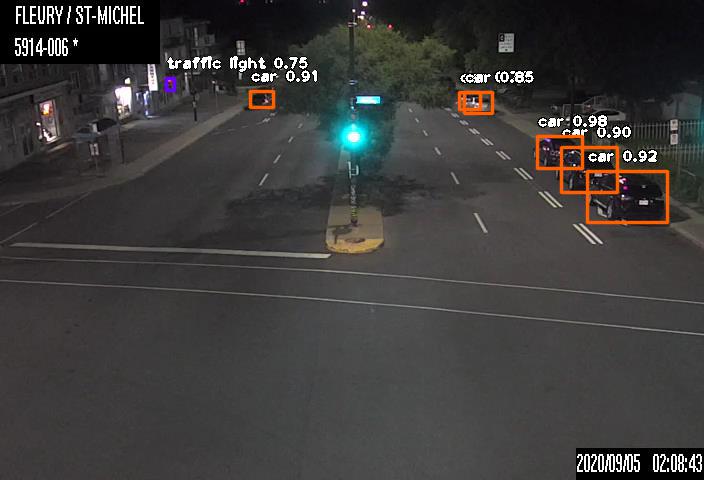 FLEURY / ST-MICHEL
5914-006 *
traffic light 0.75
car 0.91
car 0.85
car 0.98
car 0.90
car 0.92
2020/09/05 02:08:43